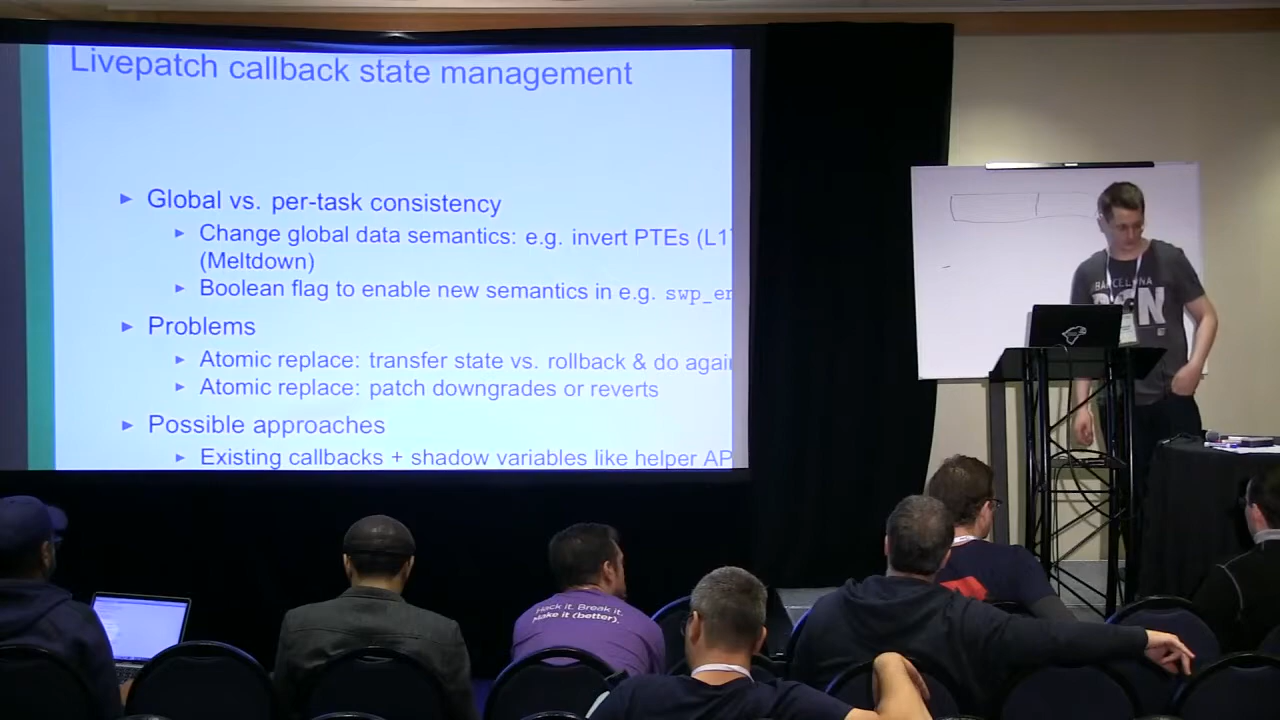 Livepatch callback state management
Global vs. per-task consistency
Change global data semantics: e.g. invert PTEs (L1
(Meltdown)
Boolean flag to enable new semantics in e.g. swp_en
Problems
Atomic replace: transfer state vs. rollback & do again
Atomic replace: patch downgrades or reverts
Possible approaches
Existing callbacks + shadow variables like helper AP
BARCELONA
Hack it. Break it.
Make it (better).